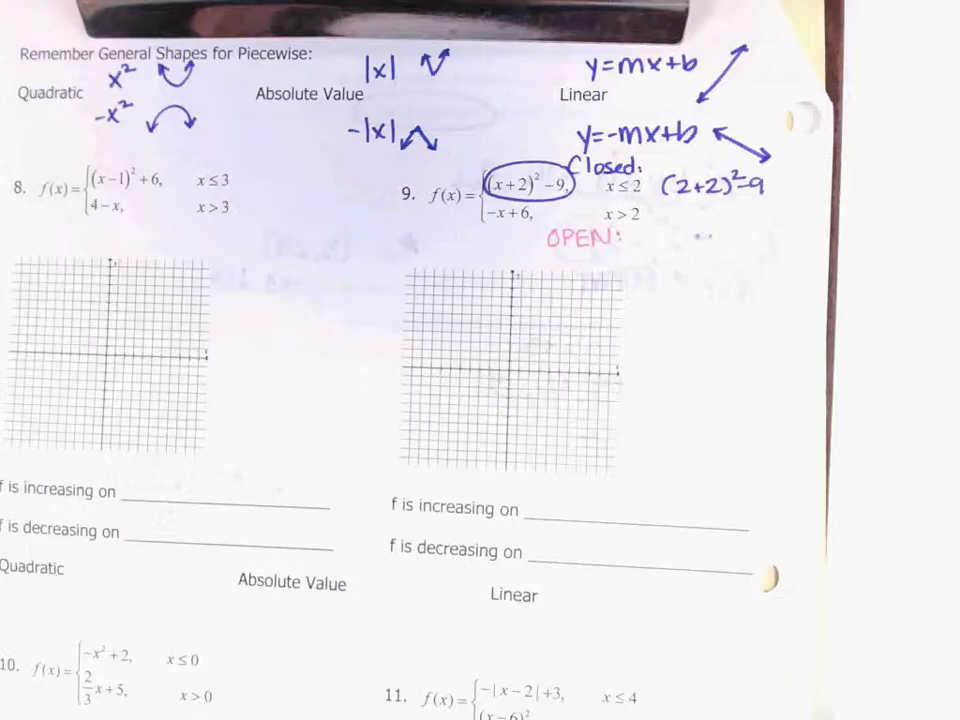 Remember General Shapes for Piecewise:
Quadratic x² Absolute Value |x| Linear y=mx+b
-x² -|x| y=-mx+b
8. f(x)={(x−1)²+6, x≤3
4−x, x>3
9. f(x)={(x+2)²−9, x≤2 Closed: (2+2)²-9
−x+6, x>2
OPEN:
f is increasing on
f is decreasing on
f is increasing on
f is decreasing on
Quadratic Absolute Value Linear
10. f(x)={−x²+2, x≤0
2/3x+5, x>0
11. f(x)={−|x−2|+3, x≤4
(x−6)²